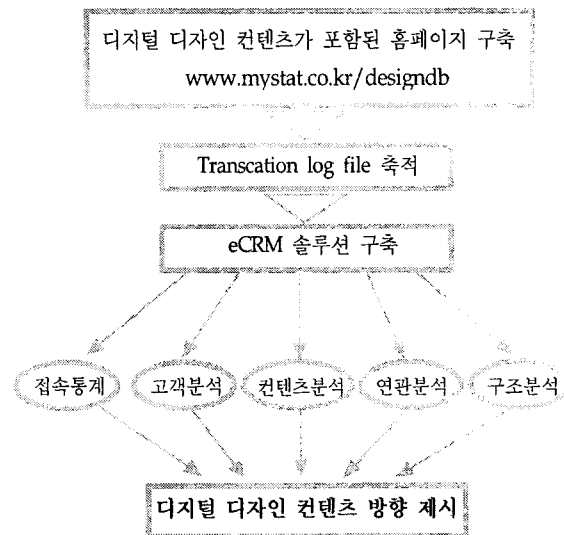 디지털 디자인 컨텐츠가 포함된 홈페이지 구축
www.mystat.co.kr/designdb
Transcation log file 축적
eCRM 솔루션 구축
접속통계 고객분석 컨텐츠분석 연관분석 구조분석
디지털 디자인 컨텐츠 방향 제시